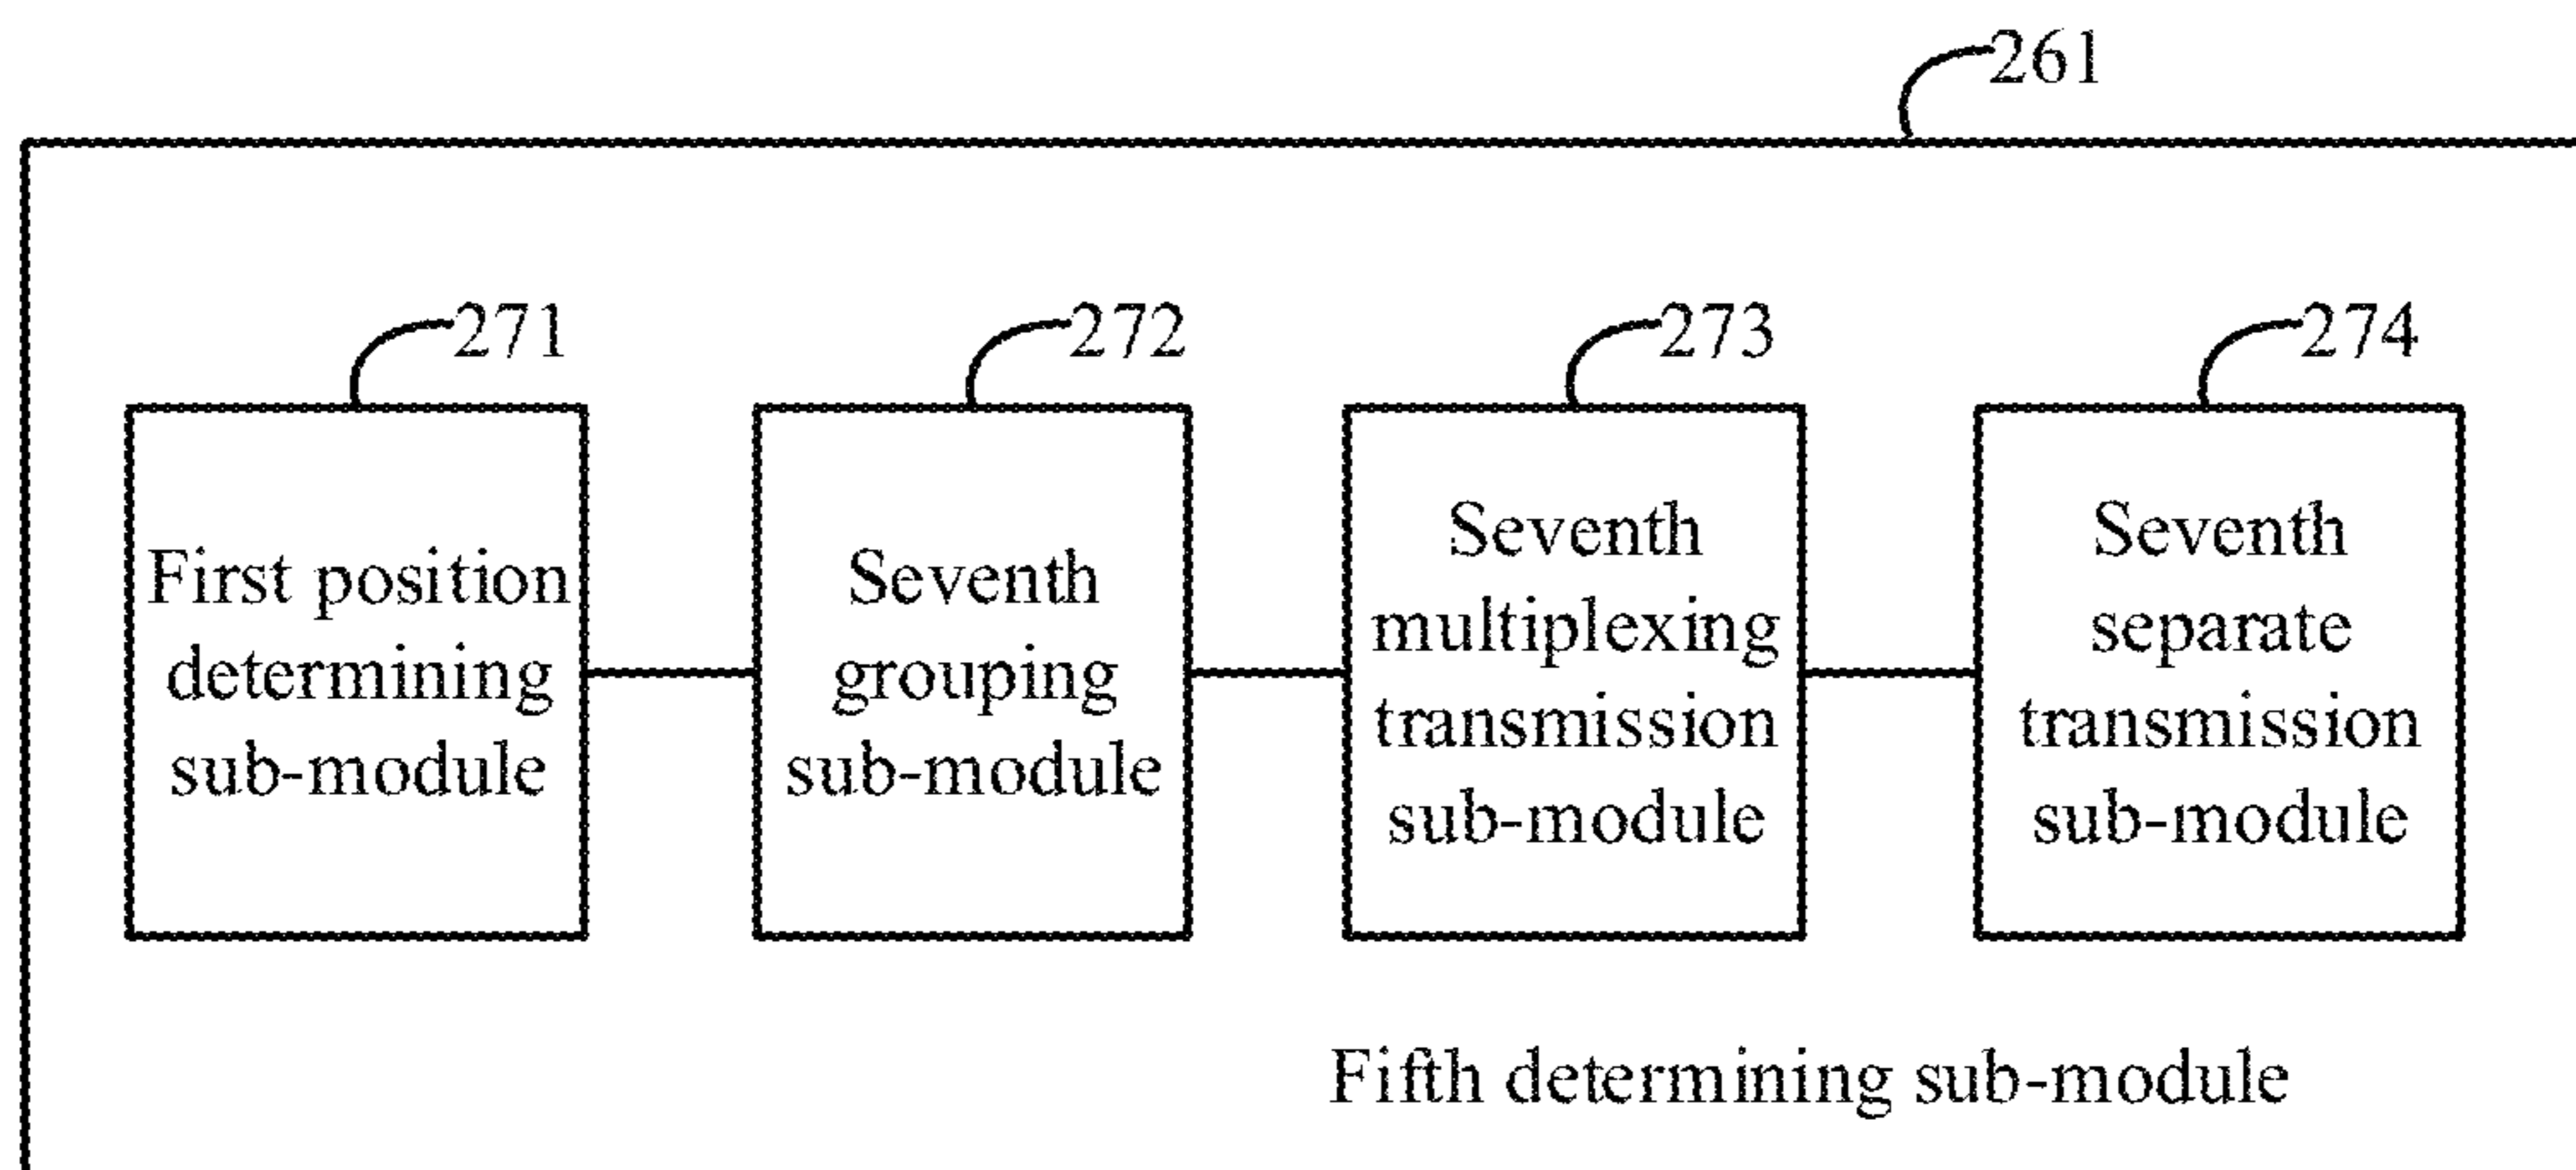 261
271
272
273
274
First position
determining
sub-module
Seventh
grouping
sub-module
Seventh
multiplexing
transmission
sub-module
Seventh
separate
transmission
sub-module
Fifth determining sub-module